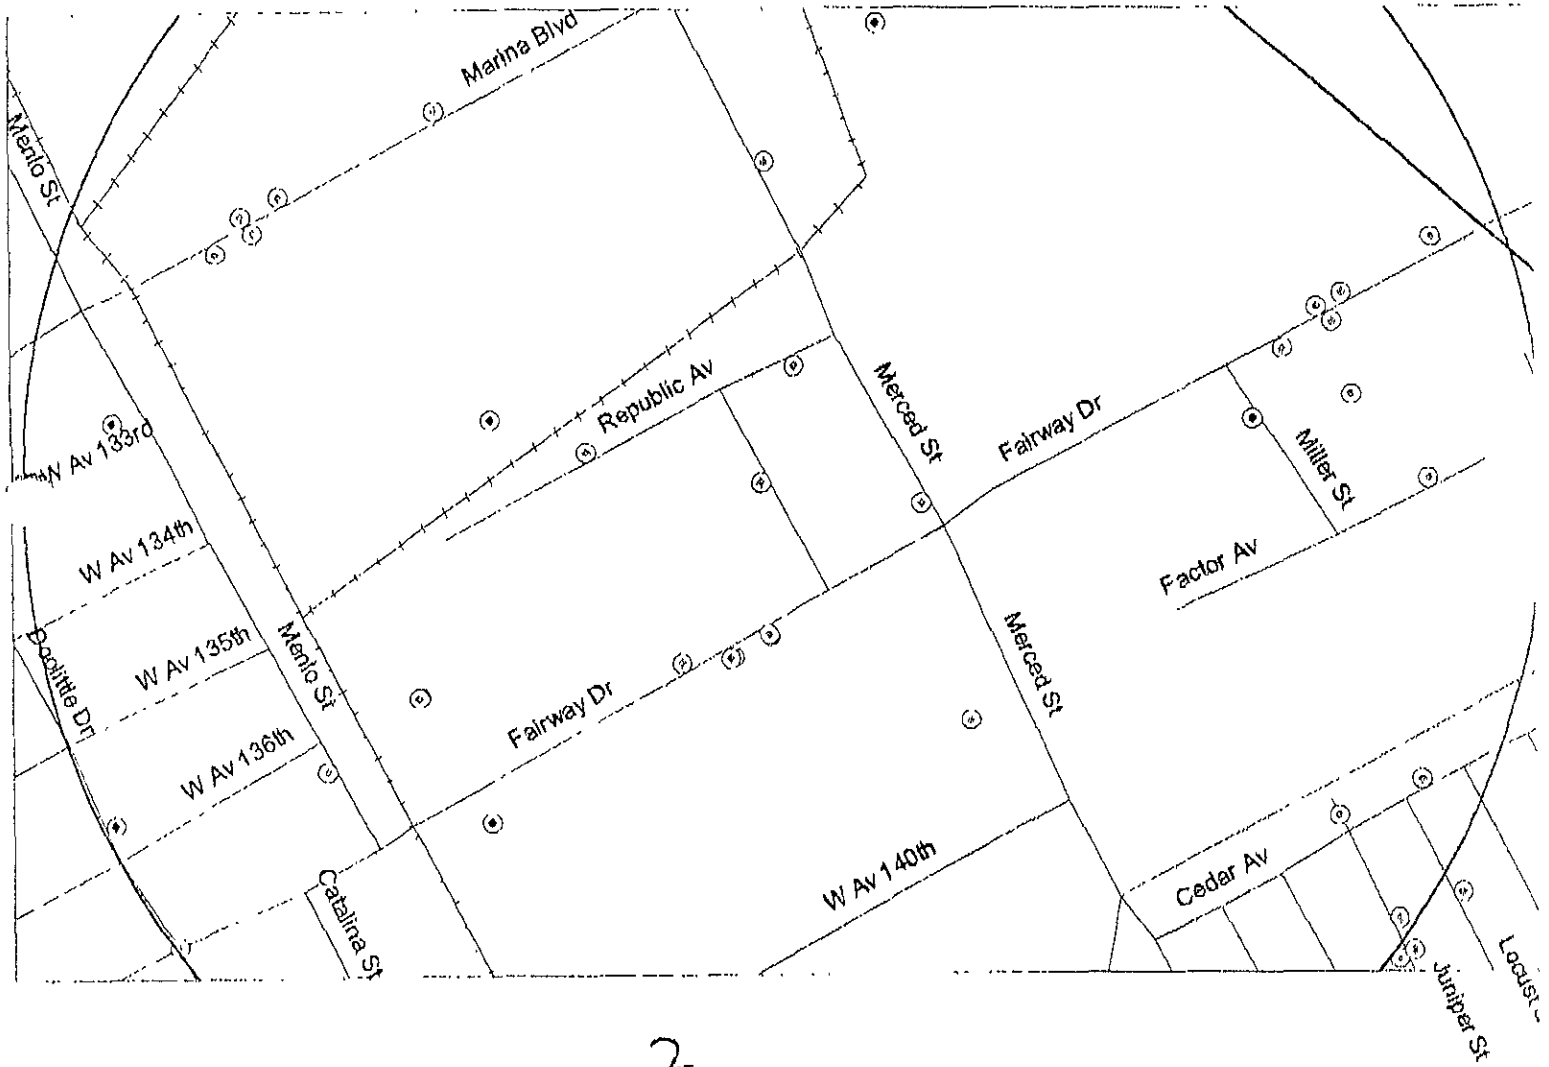 Marina Blvd
Menlo St
Republic Av
Merced St
Fairway Dr
W Av 133rd
Miller St
W Av 134th
Factor Av
Doolittle Dr
W Av 135th
Menlo St
Merced St
Fairway Dr
W Av 136th
W Av 140th
Cedar Av
Catalina St
Juniper St
Locust
2